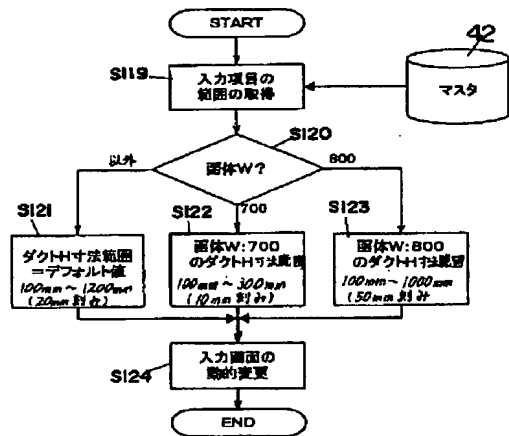 START
S119
入力項目の
範囲の取得
42
マスタ
S120
函体W?
以外
700
800
S121
ダクトH寸法範囲
=デフォルト値
100mm~1200mm
(20mm刻み)
S122
函体W:700
のダクトH寸法範囲
100mm~300mm
(10mm刻み)
S123
函体W:800
のダクトH寸法範囲
100mm~1000mm
(50mm刻み
S124
入力画面の
動的変更
END